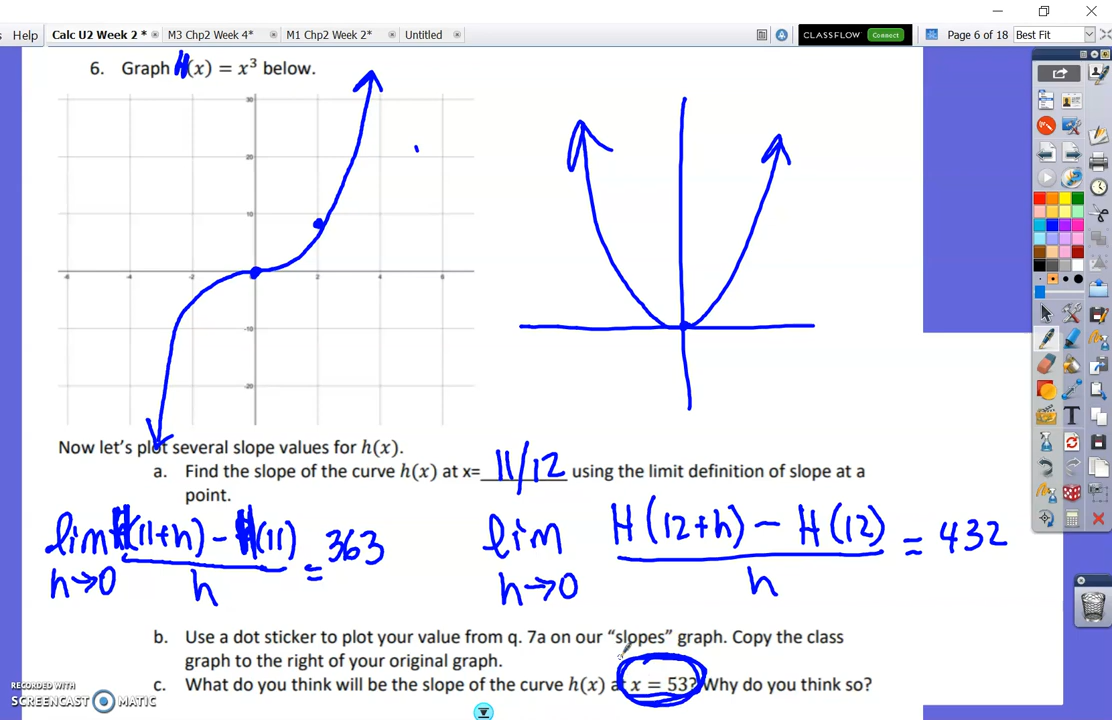 Help Calc U2 Week 2 * M3 Chp2 Week 4* M1 Chp2 Week 2* Untitled CLASSFLOW Connect Page 6 of 18 Best Fit
6. Graph H(x) = x³ below.
30
20
10
-6 -4 -2 2 4 6
-10
-20
Now let's plot several slope values for h(x).
a. Find the slope of the curve h(x) at x= 11/12 using the limit definition of slope at a
point.
lim H(11+h) - H(11) = 363
h→0 h
lim H(12+h) - H(12) = 432
h→0 h
b. Use a dot sticker to plot your value from q. 7a on our "slopes" graph. Copy the class
graph to the right of your original graph.
c. What do you think will be the slope of the curve h(x) at x = 53? Why do you think so?
RECORDED WITH
SCREENCAST MATIC